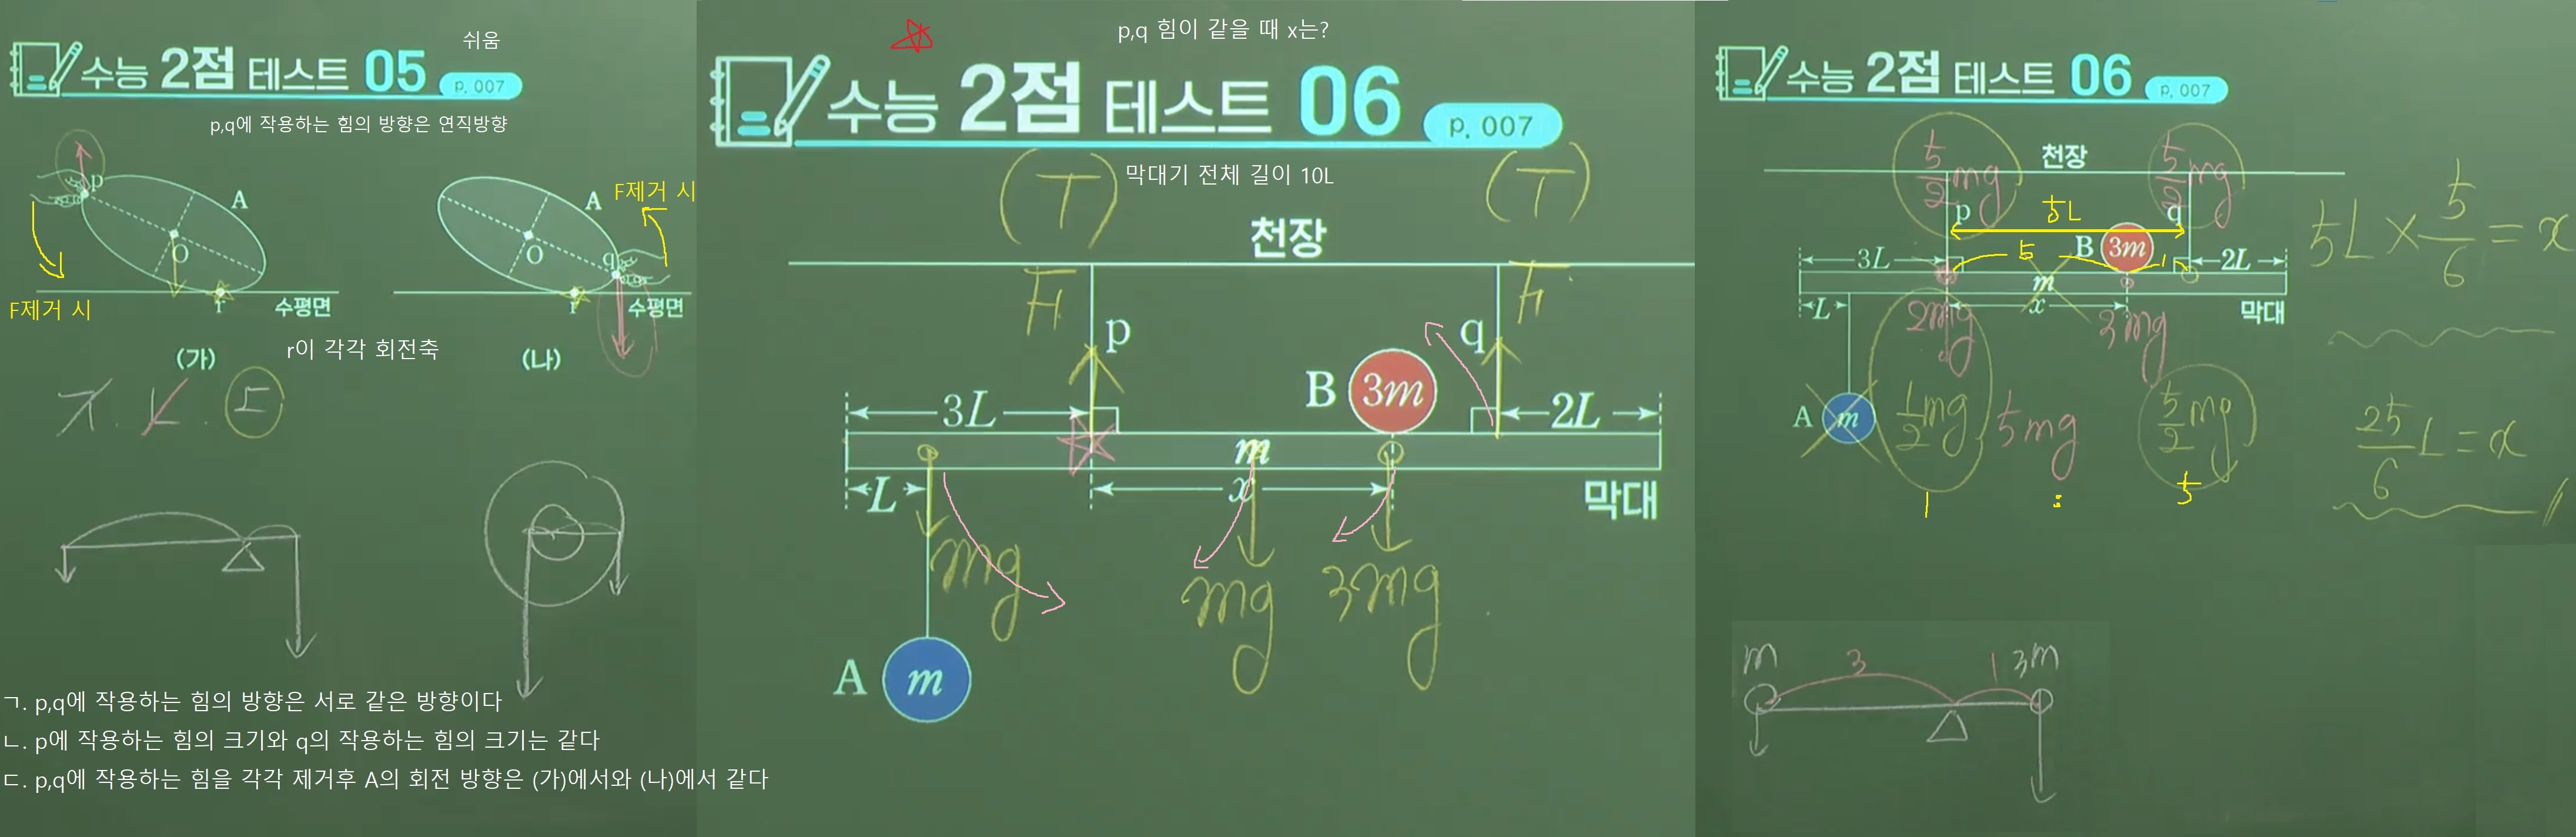 쉬움
수능 2점 테스트 05 p. 007
p,q에 작용하는 힘의 방향은 연직방향
p
A
O
r
수평면
F제거 시
(가)
A
F제거 시
O
q
r
수평면
(나)
r이 각각 회전축
ㄱ. ㄴ. ㄷ
ㄱ. p,q에 작용하는 힘의 방향은 서로 같은 방향이다
ㄴ. p에 작용하는 힘의 크기와 q의 작용하는 힘의 크기는 같다
ㄷ. p,q에 작용하는 힘을 각각 제거후 A의 회전 방향은 (가)에서와 (나)에서 같다
p,q 힘이 같을 때 x는?
수능 2점 테스트 06 p. 007
막대기 전체 길이 10L
(T) (T)
천장
F F
p q
B 3m
3L 2L
m
L x 막대
mg mg 3mg
A m
수능 2점 테스트 06 p. 007
5/2 mg 천장 5/2 mg
p 5L q
5 B 3m 1
3L 2L
m
L 2mg x 3mg 막대
A m 1/2 mg 5mg 5/2 mg
1 : 5
5L × 5/6 = x
25/6 L = x
m 3 1 3m